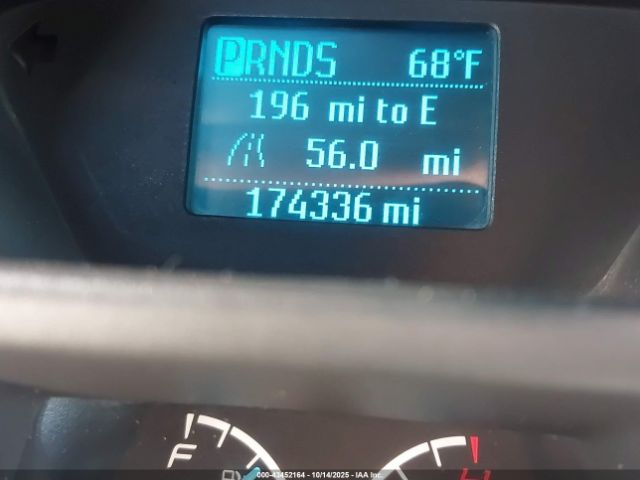 PRNDS 68°F
196 mi to E
56.0 mi
174336 mi
F H
000-43452164 - 10/14/2025 - IAA Inc.